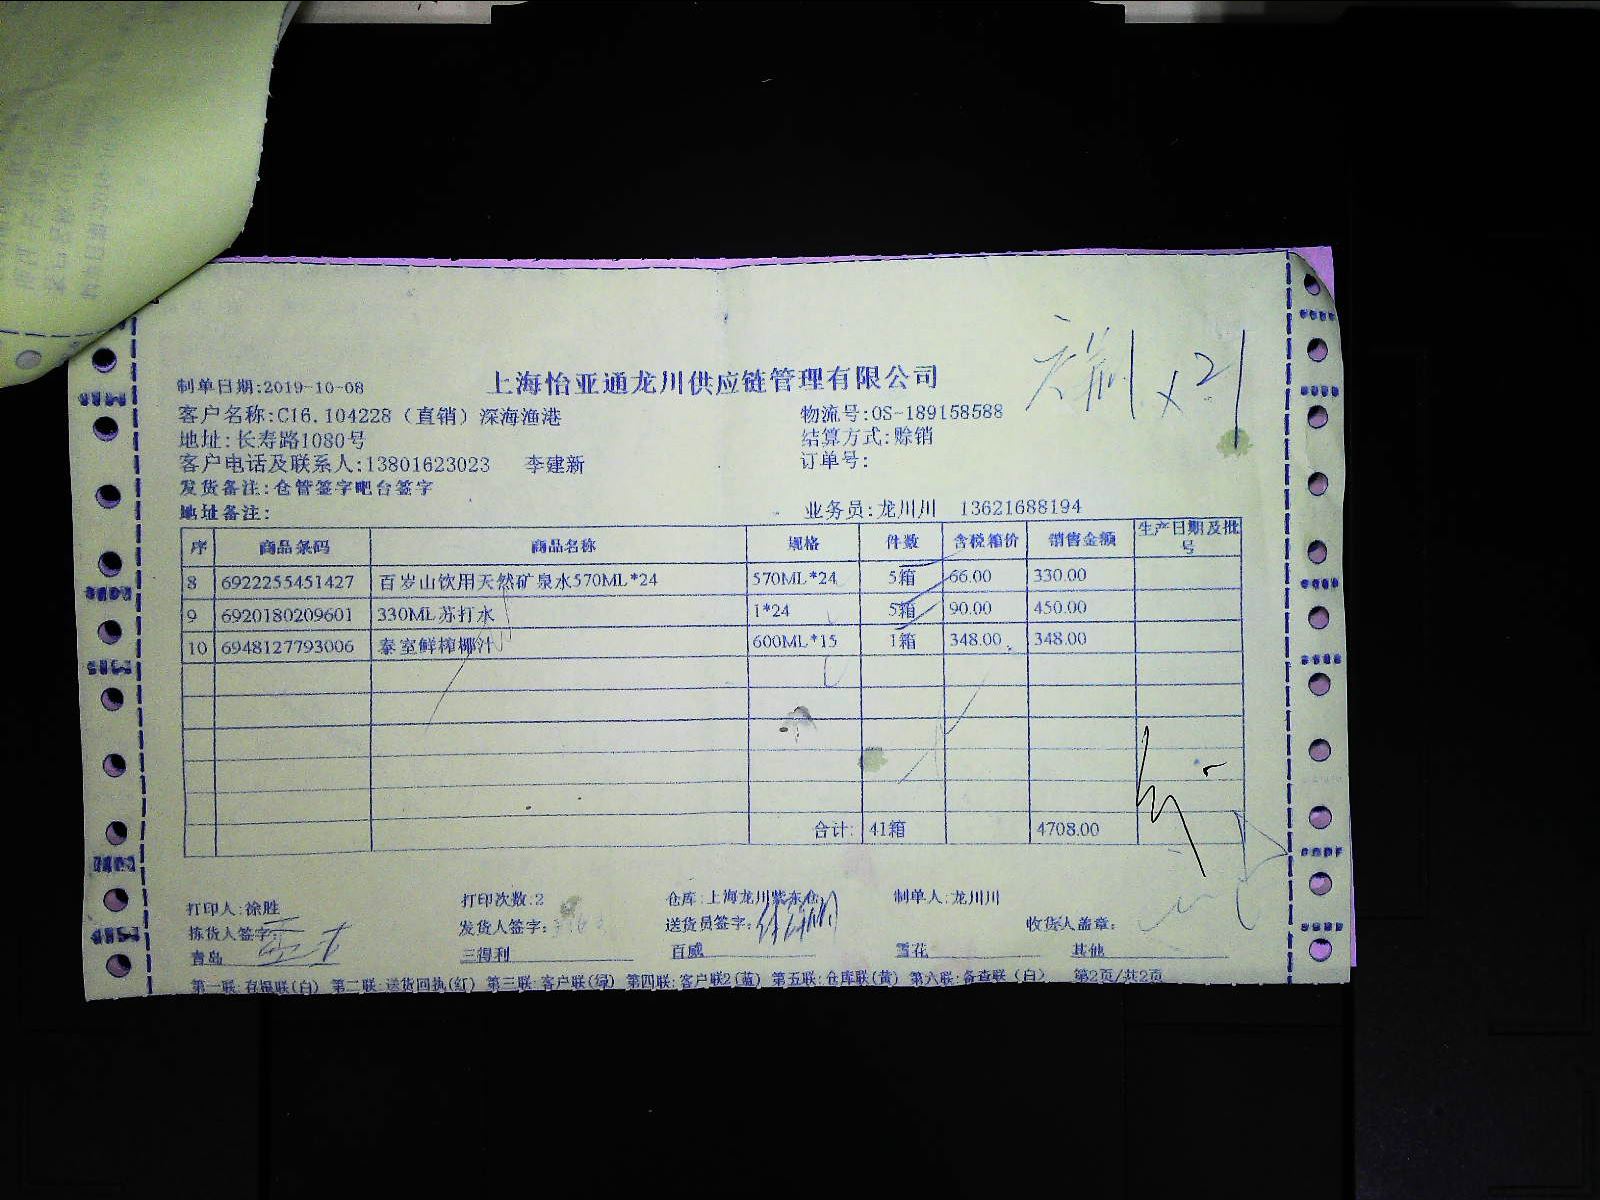 上海怡亚通龙川供应链管理有限公司
制单日期:2019-10-08
客户名称:C16.104228（直销）深海渔港 物流号:OS-189158588
地址:长寿路1080号 结算方式:赊销
客户电话及联系人:13801623023 李建新 订单号:
发货备注:仓管签字吧台签字
地址备注: 业务员:龙川川 13621688194
序 商品条码 商品名称 规格 件数 含税箱价 销售金额 生产日期及批号
8 6922255451427 百岁山饮用天然矿泉水570ML*24 570ML*24 5箱 66.00 330.00
9 6920180209601 330ML苏打水 1*24 5箱 90.00 450.00
10 6948127793006 泰室鲜榨椰汁 600ML*15 1箱 348.00 348.00
合计: 41箱 4708.00
打印人:徐胜 打印次数:2 仓库:上海龙川紫东仓 制单人:龙川川
拣货人签字: 发货人签字: 送货员签字: 收货人盖章:
青岛 三得利 百威 雪花 其他
第一联:存根联(白) 第二联:送货回执(红) 第三联:客户联(绿) 第四联:客户联2(蓝) 第五联:仓库联(黄) 第六联:备查联(白) 第2页/共2页
x21